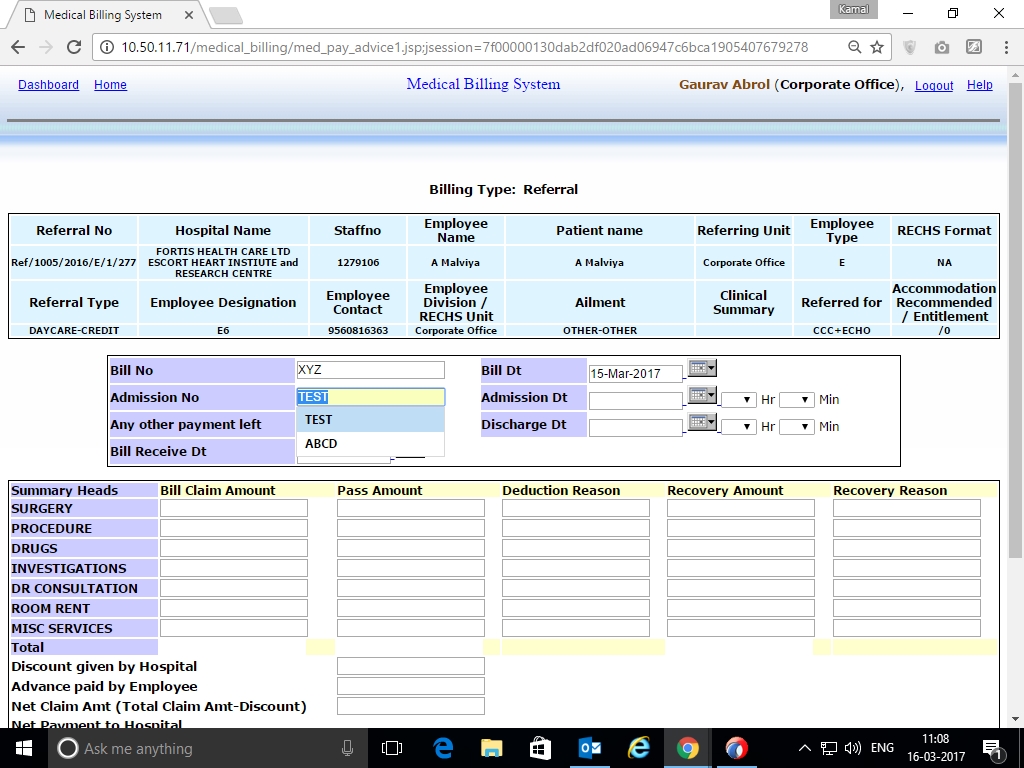 Medical Billing System
Kamal
10.50.11.71/medical_billing/med_pay_advice1.jsp;jsession=7f00000130dab2df020ad06947c6bca1905407679278
Dashboard Home Medical Billing System Gaurav Abrol (Corporate Office), Logout Help
Billing Type: Referral
Referral No Hospital Name Staffno Employee Name Patient name Referring Unit Employee Type RECHS Format
Ref/1005/2016/E/1/277 FORTIS HEALTH CARE LTD ESCORT HEART INSTIUTE and RESEARCH CENTRE 1279106 A Malviya A Malviya Corporate Office E NA
Referral Type Employee Designation Employee Contact Employee Division / RECHS Unit Ailment Clinical Summary Referred for Accommodation Recommended / Entitlement
DAYCARE-CREDIT E6 9560816363 Corporate Office OTHER-OTHER CCC+ECHO /0
Bill No XYZ Bill Dt 15-Mar-2017
Admission No TEST Admission Dt Hr Min
Any other payment left TEST Discharge Dt Hr Min
ABCD
Bill Receive Dt
Summary Heads Bill Claim Amount Pass Amount Deduction Reason Recovery Amount Recovery Reason
SURGERY
PROCEDURE
DRUGS
INVESTIGATIONS
DR CONSULTATION
ROOM RENT
MISC SERVICES
Total
Discount given by Hospital
Advance paid by Employee
Net Claim Amt (Total Claim Amt-Discount)
Net Payment to Hospital
Ask me anything ENG 11:08
16-03-2017 1